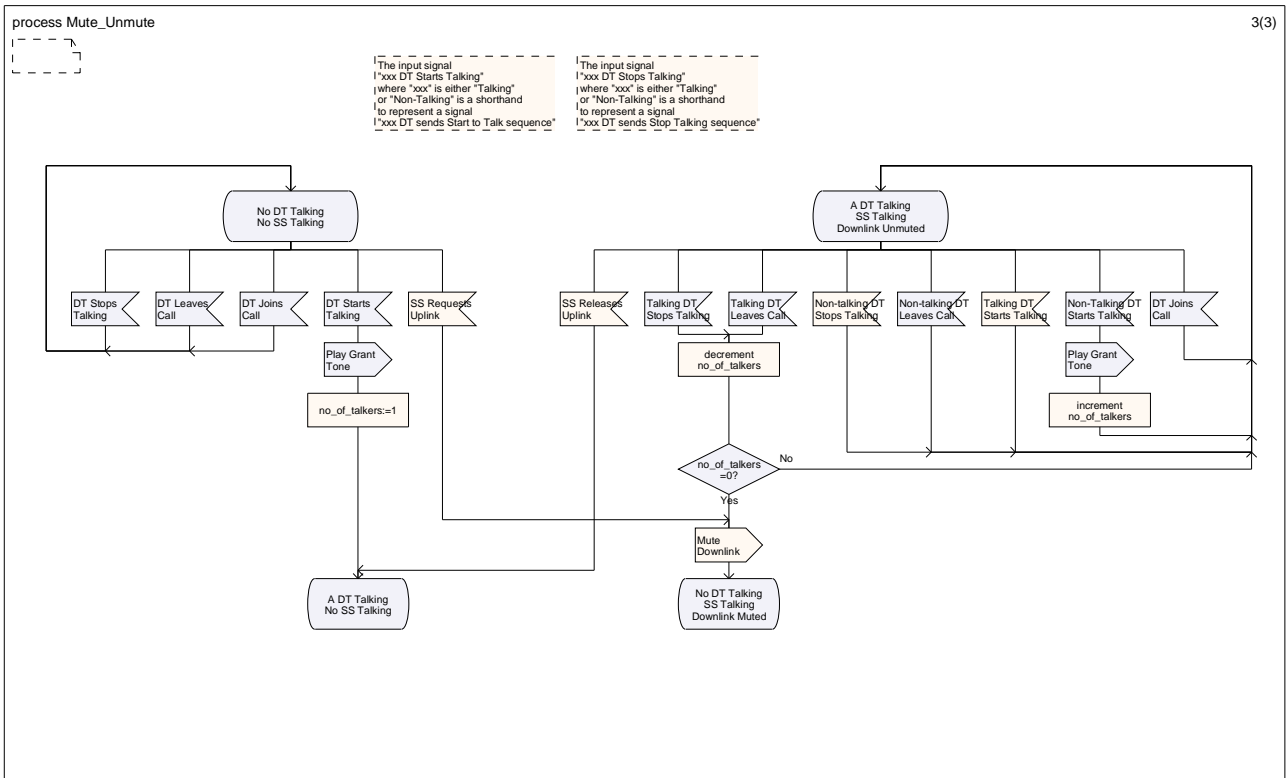 process Mute_Unmute
3(3)
The input signal
"xxx DT Starts Talking"
where "xxx" is either "Talking"
or "Non-Talking" is a shorthand
to represent a signal
"xxx DT sends Start to Talk sequence"
The input signal
"xxx DT Stops Talking"
where "xxx" is either "Talking"
or "Non-Talking" is a shorthand
to represent a signal
"xxx DT sends Stop Talking sequence"
No DT Talking
No SS Talking
A DT Talking
SS Talking
Downlink Unmuted
DT Stops
Talking
DT Leaves
Call
DT Joins
Call
DT Starts
Talking
SS Requests
Uplink
SS Releases
Uplink
Talking DT
Stops Talking
Talking DT
Leaves Call
Non-talking DT
Stops Talking
Non-talking DT
Leaves Call
Talking DT
Starts Talking
Non-Talking DT
Starts Talking
DT Joins
Call
Play Grant
Tone
decrement
no_of_talkers
Play Grant
Tone
no_of_talkers:=1
increment
no_of_talkers
no_of_talkers
=0?
No
Yes
Mute
Downlink
A DT Talking
No SS Talking
No DT Talking
SS Talking
Downlink Muted